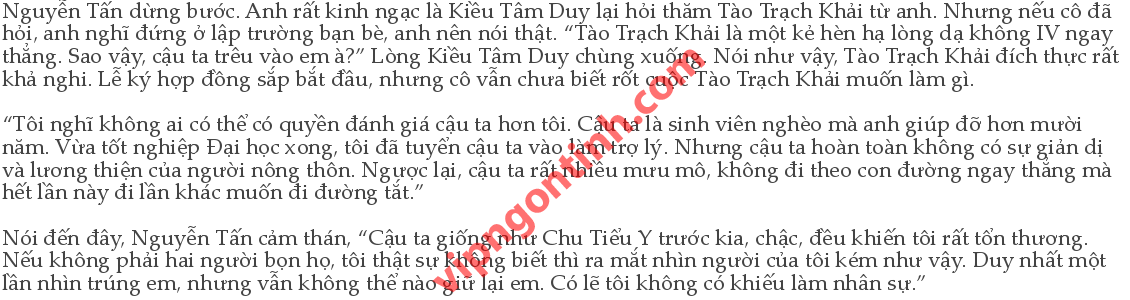 Nguyễn Tấn dừng bước. Anh rất kinh ngạc là Kiều Tâm Duy lại hỏi thăm Tào Trạch Khải từ anh. Nhưng nếu cô đã
hỏi, anh nghĩ đứng ở lập trường bạn bè, anh nên nói thật. “Tào Trạch Khải là một kẻ hèn hạ lòng dạ không IV ngay
thẳng. Sao vậy, cậu ta trêu vào em à?” Lòng Kiều Tâm Duy chùng xuống. Nói như vậy, Tào Trạch Khải đích thực rất
khả nghi. Lễ ký hợp đồng sắp bắt đầu, nhưng cô vẫn chưa biết rốt cuộc Tào Trạch Khải muốn làm gì.
“Tôi nghĩ không ai có thể có quyền đánh giá cậu ta hơn tôi. Cậu ta là sinh viên nghèo mà anh giúp đỡ hơn mười
năm. Vừa tốt nghiệp Đại học xong, tôi đã tuyển cậu ta vào làm trợ lý. Nhưng cậu ta hoàn toàn không có sự giản dị
và lương thiện của người nông thôn. Ngược lại, cậu ta rất nhiều mưu mô, không đi theo con đường ngay thẳng mà
hết lần này đi lần khác muốn đi đường tắt.”
Nói đến đây, Nguyễn Tấn cảm thán, “Cậu ta giống như Chu Tiểu Y trước kia, chậc, đều khiến tôi rất tổn thương.
Nếu không phải hai người bọn họ, tôi thật sự không biết thì ra mắt nhìn người của tôi kém như vậy. Duy nhất một
lần nhìn trúng em, nhưng vẫn không thể nào giữ lại em. Có lẽ tôi không có khiếu làm nhân sự.”
vipngontinh.com